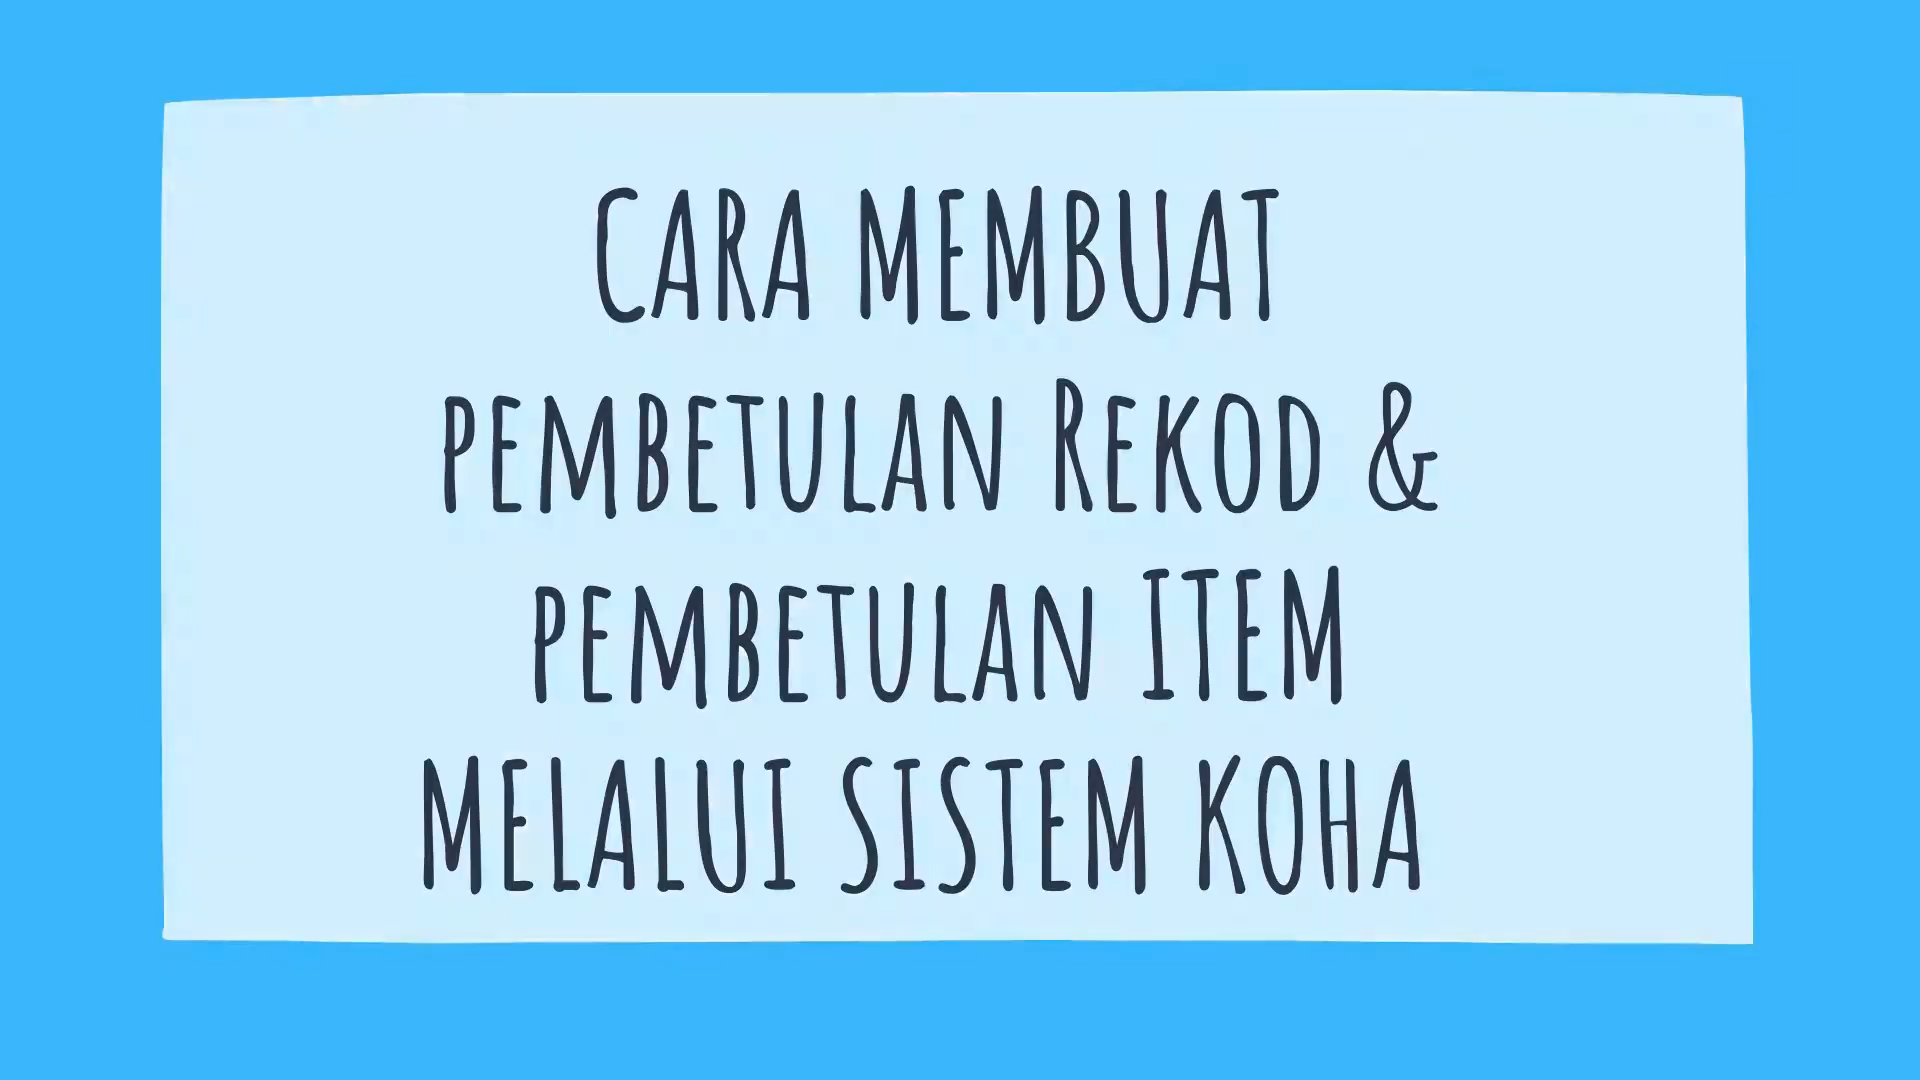 CARA MEMBUAT
PEMBETULAN REKOD &
PEMBETULAN ITEM
MELALUI SISTEM KOHA